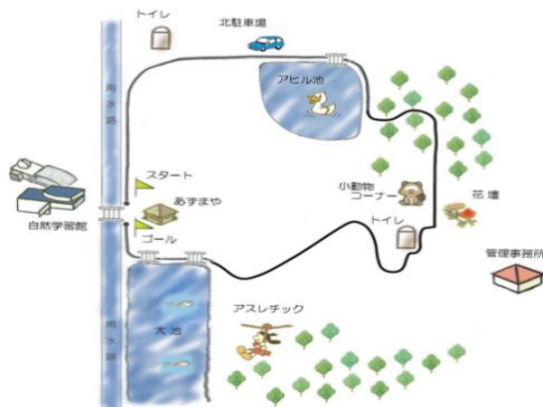 トイレ
北駐車場
雨水路
アヒル池
スタート
小動物
コーナー
花壇
あずまや
自然学習館
トイレ
ゴール
管理事務所
アスレチック
大池
雨水路